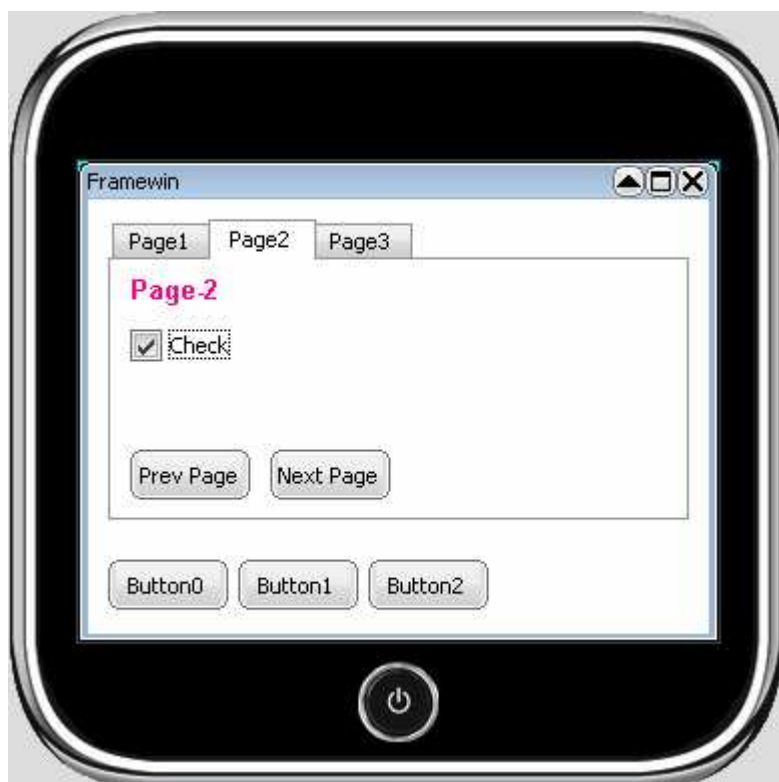 Framewin
Page1 Page2 Page3
Page-2
Check
Prev Page Next Page
Button0 Button1 Button2